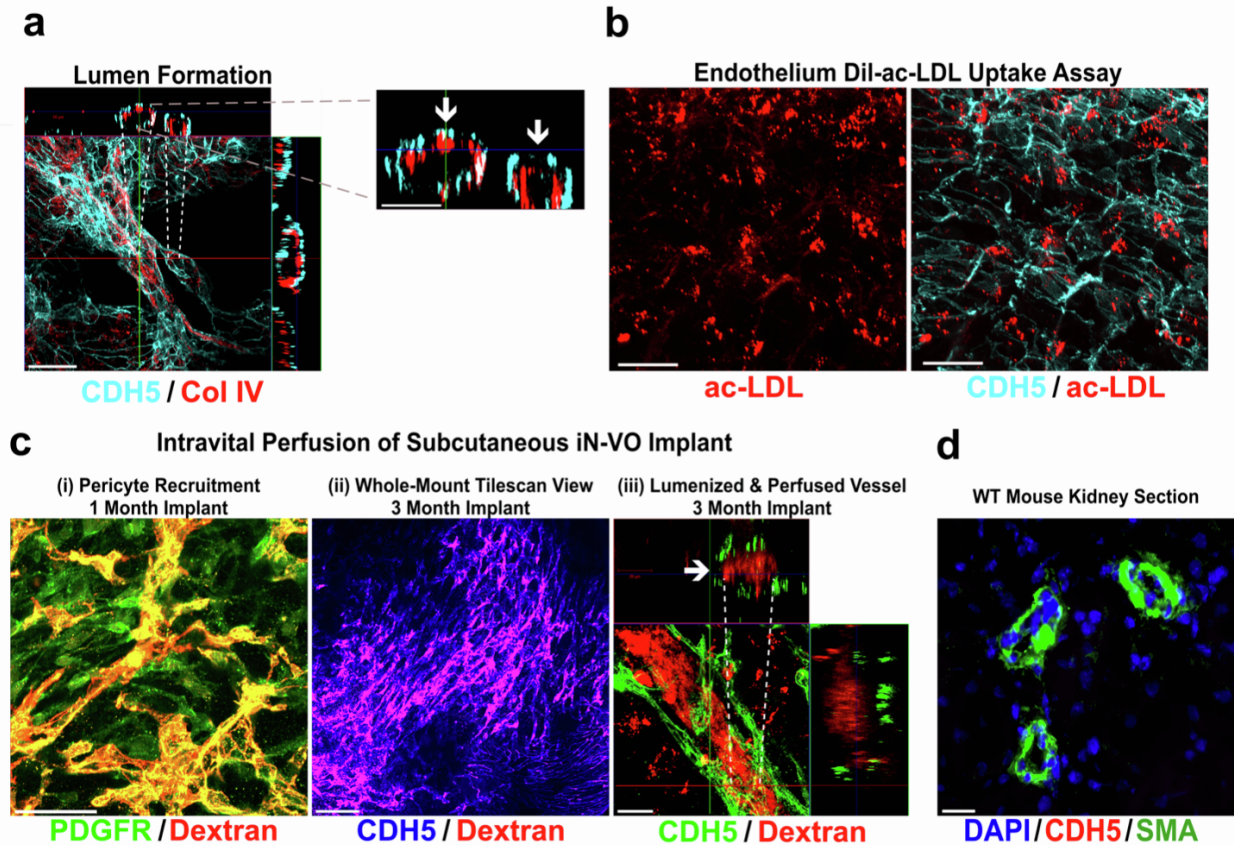 a
Lumen Formation
CDH5 / Col IV
b
Endothelium Dil-ac-LDL Uptake Assay
ac-LDL
CDH5 / ac-LDL
c
Intravital Perfusion of Subcutaneous iN-VO Implant
(i) Pericyte Recruitment
1 Month Implant
PDGFR / Dextran
(ii) Whole-Mount Tilescan View
3 Month Implant
CDH5 / Dextran
(iii) Lumenized & Perfused Vessel
3 Month Implant
CDH5 / Dextran
d
WT Mouse Kidney Section
DAPI / CDH5 / SMA